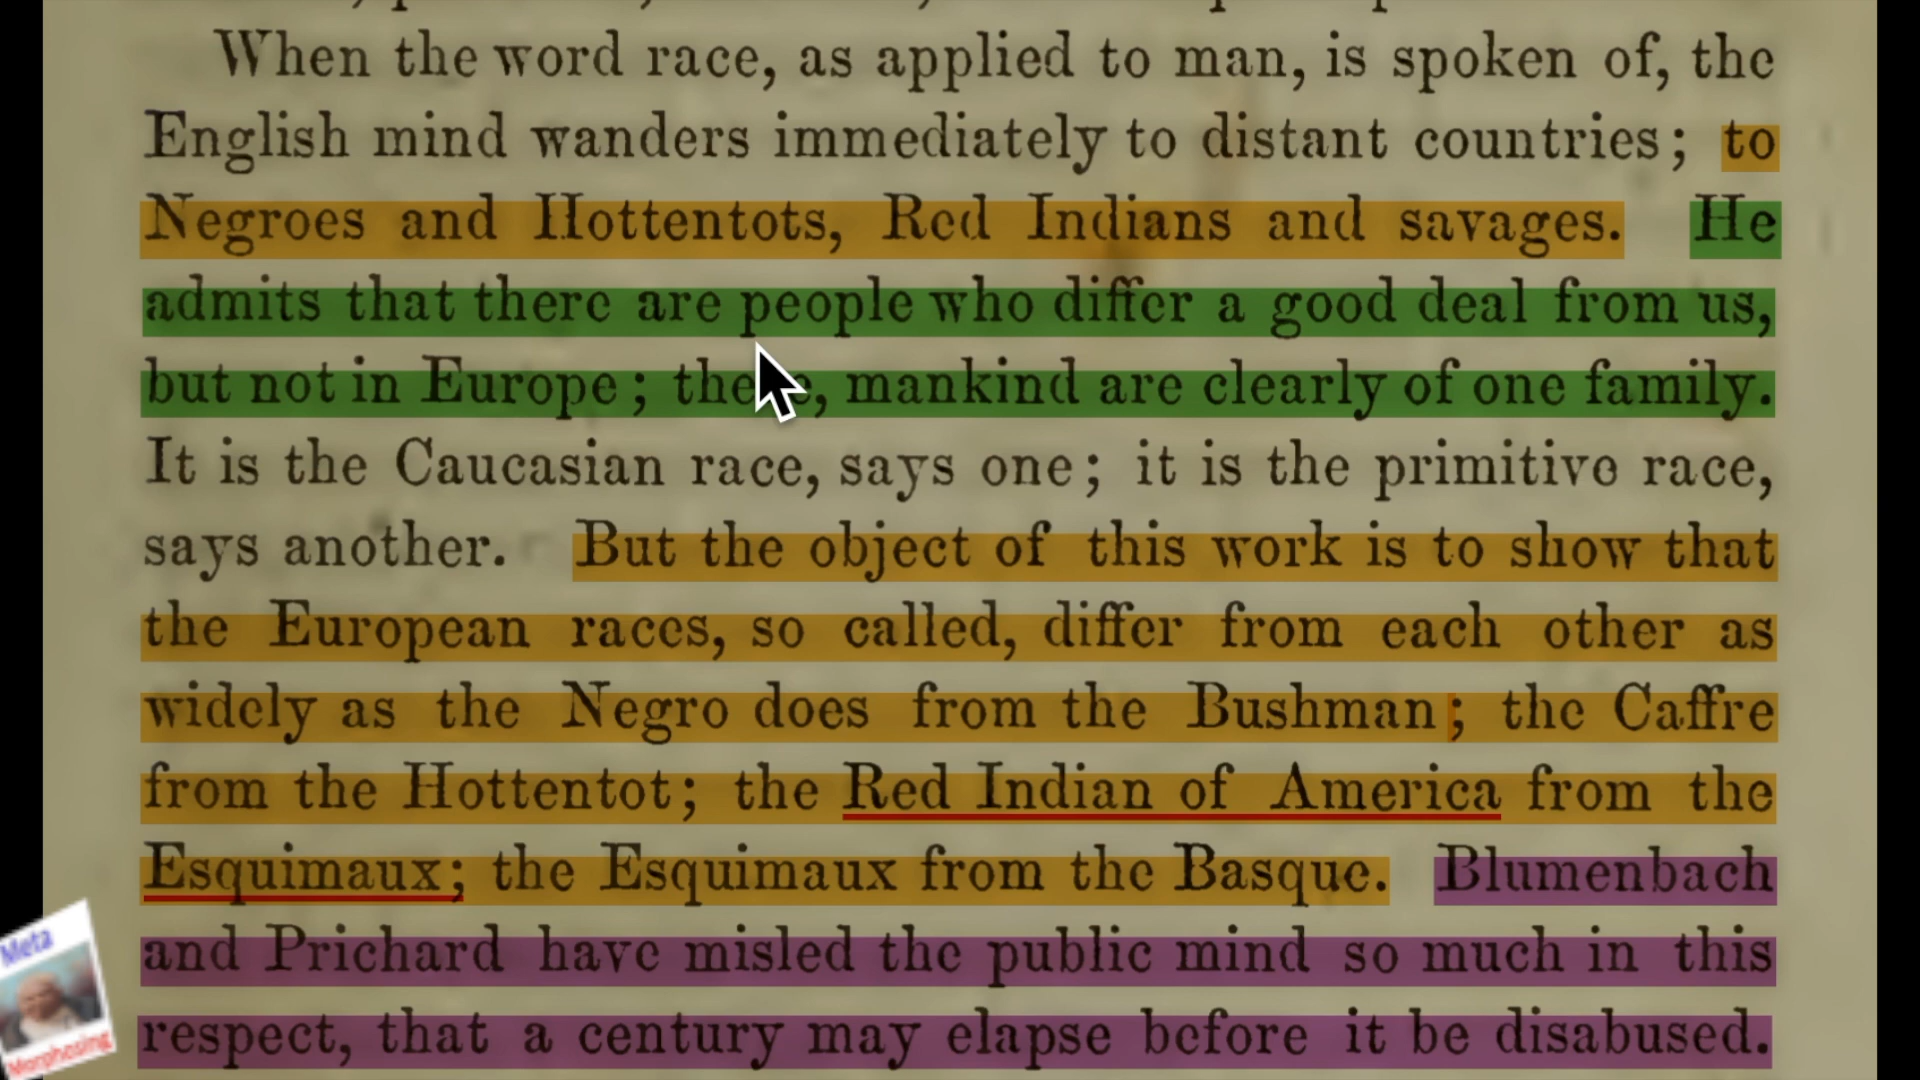 When the word race, as applied to man, is spoken of, the
English mind wanders immediately to distant countries; to
Negroes and Hottentots, Red Indians and savages. He
admits that there are people who differ a good deal from us,
but not in Europe; there, mankind are clearly of one family.
It is the Caucasian race, says one; it is the primitive race,
says another. But the object of this work is to show that
the European races, so called, differ from each other as
widely as the Negro does from the Bushman; the Caffre
from the Hottentot; the Red Indian of America from the
Esquimaux; the Esquimaux from the Basque. Blumenbach
and Prichard have misled the public mind so much in this
respect, that a century may elapse before it be disabused.
Meta
Morphosing